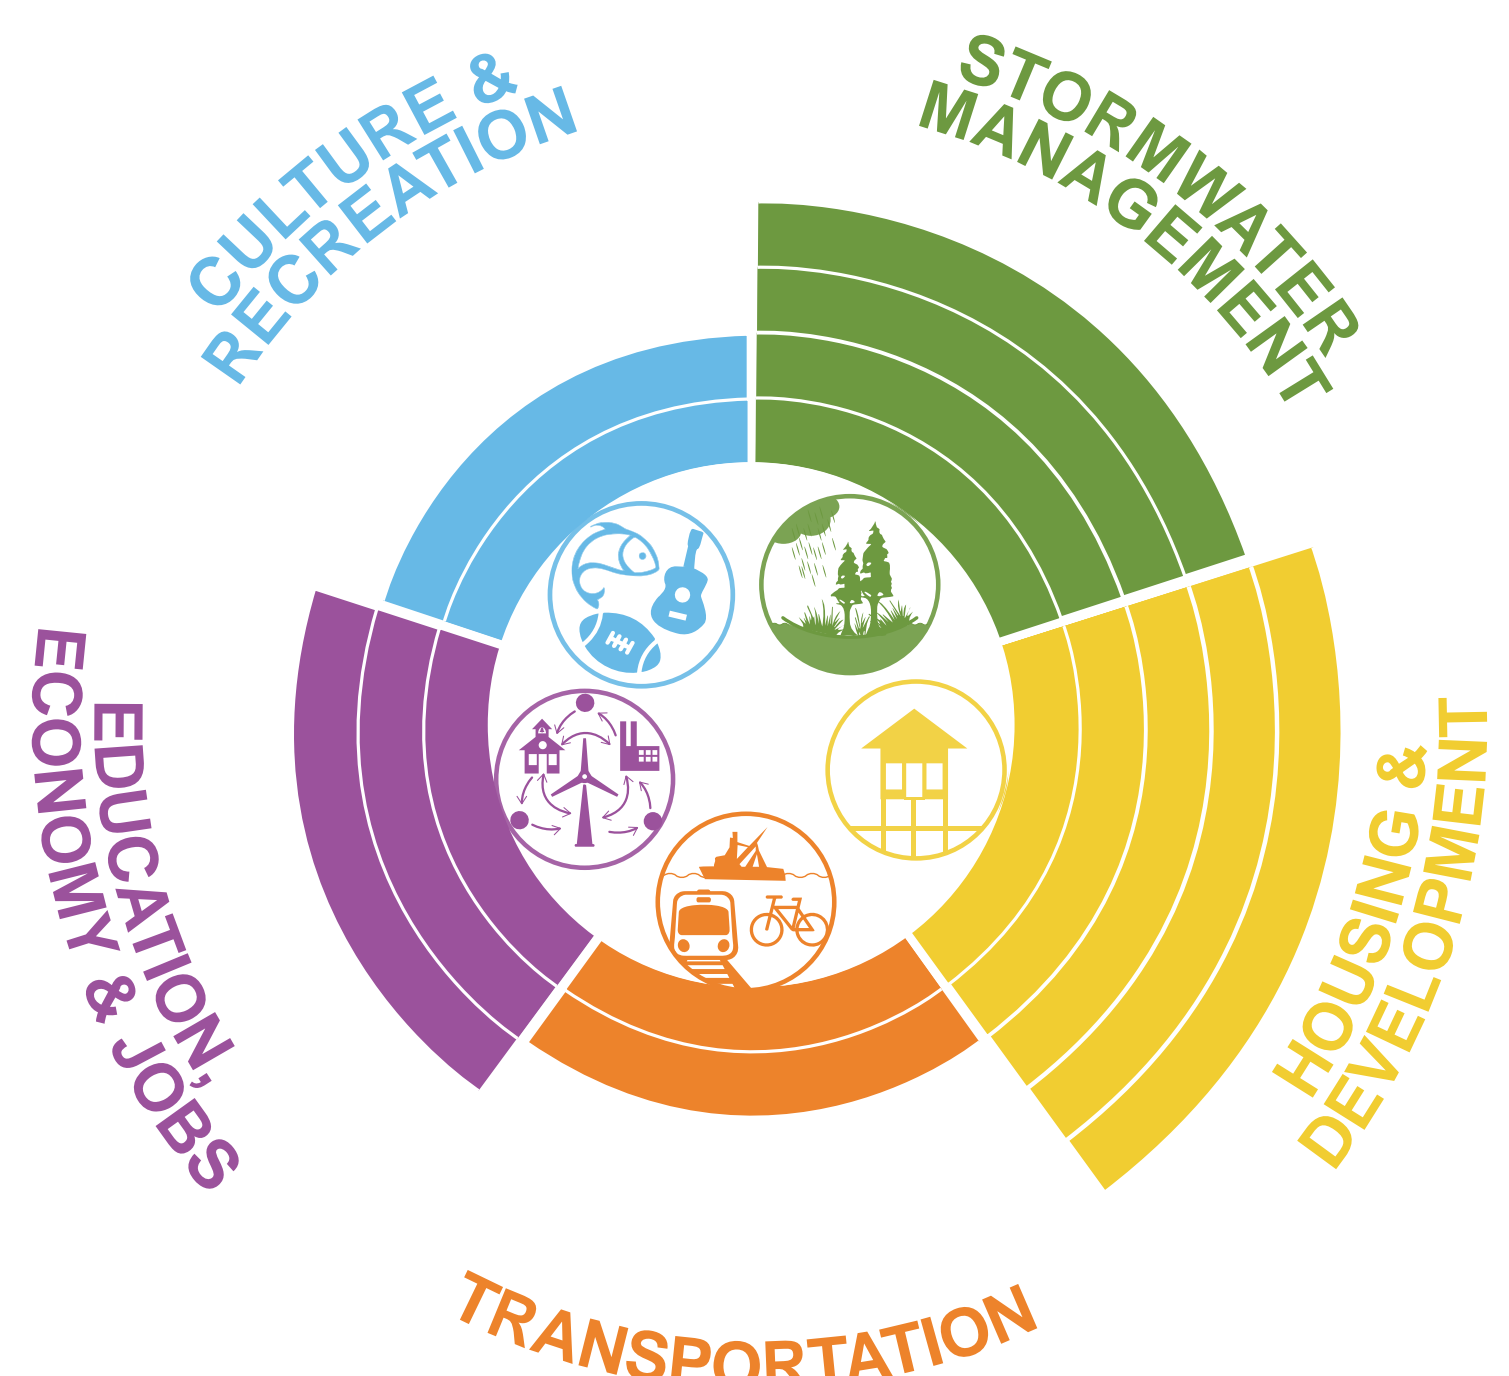 CULTURE &
RECREATION
STORMWATER
MANAGEMENT
HOUSING &
DEVELOPMENT
TRANSPORTATION
EDUCATION,
ECONOMY & JOBS